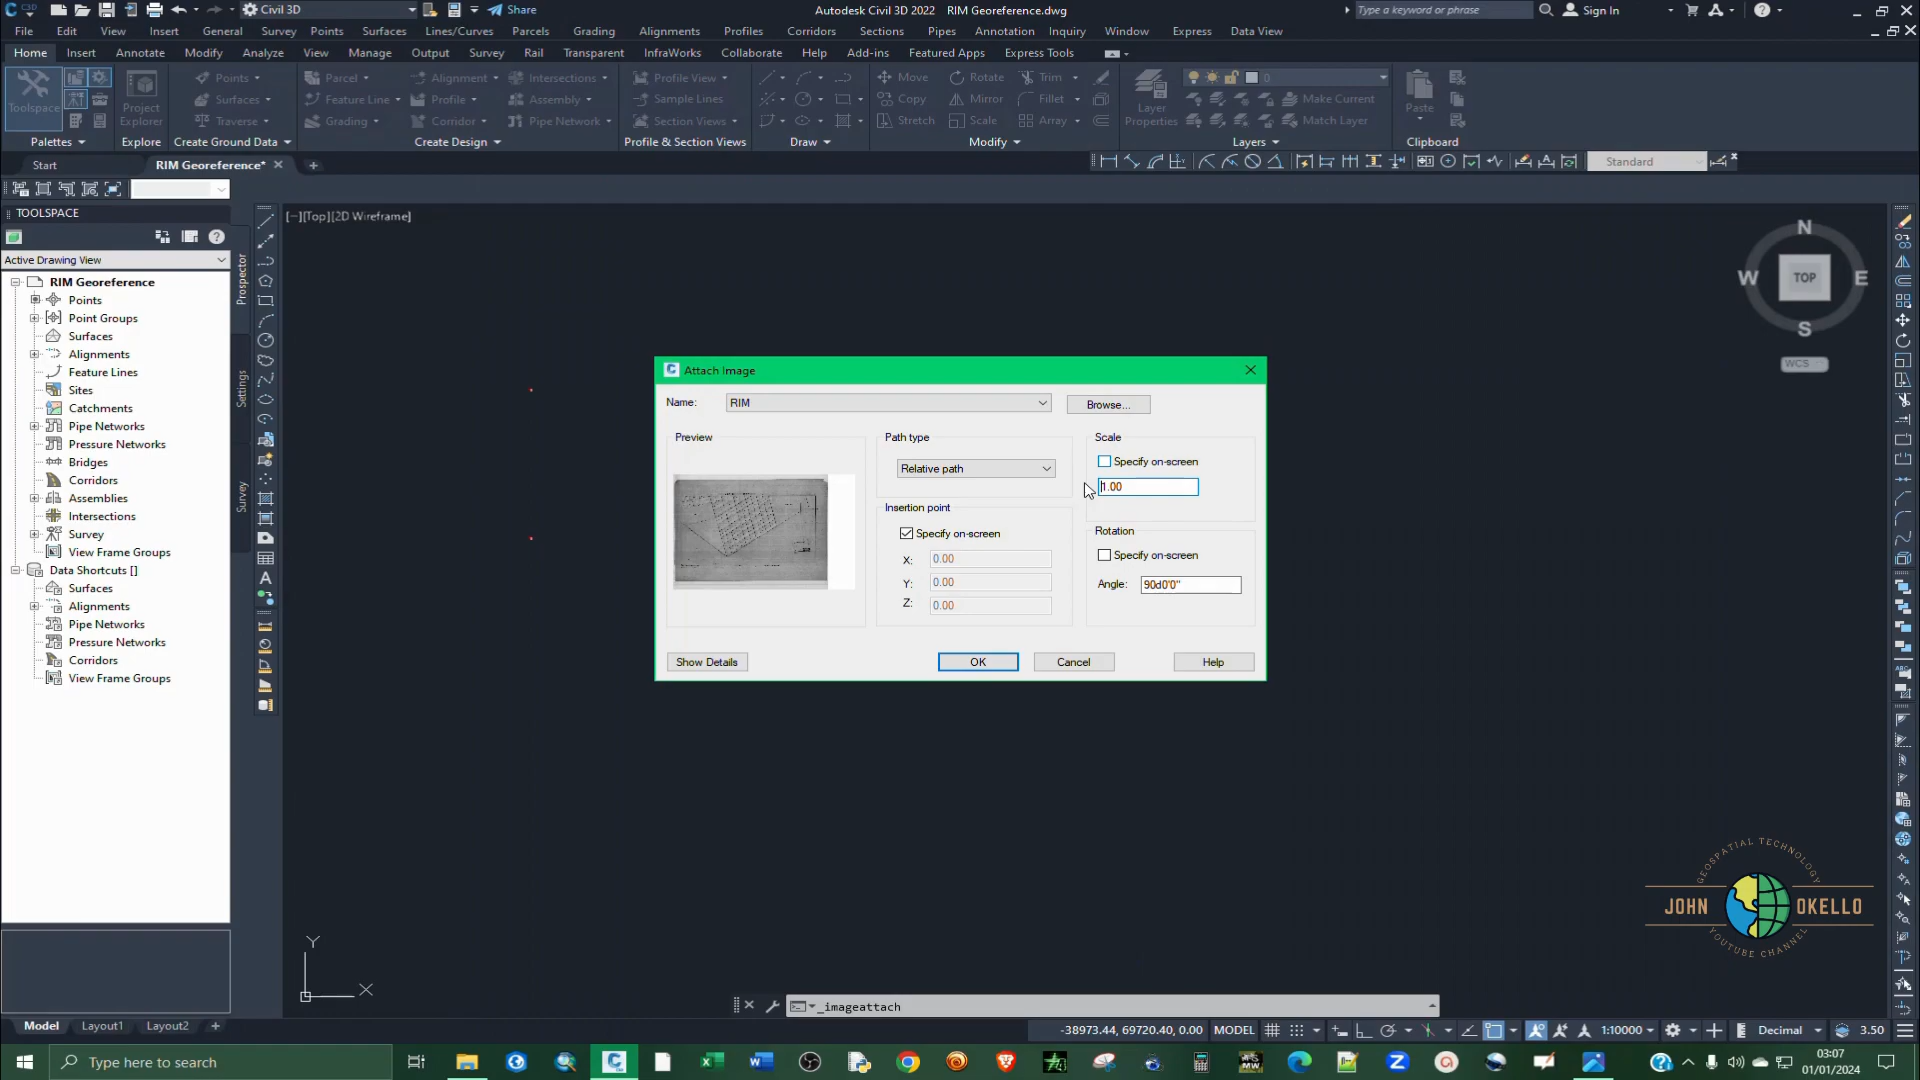 Civil 3D
Share
Autodesk Civil 3D 2022 RIM Georeference.dwg
Type a keyword or phrase
Sign In
File Edit View Insert General Survey Points Surfaces Lines/Curves Parcels Grading Alignments Profiles Corridors Sections Pipes Annotation Inquiry Window Express Data View
Home Insert Annotate Modify Analyze View Manage Output Survey Rail Transparent InfraWorks Collaborate Help Add-ins Featured Apps Express Tools
Points Parcel Alignment Intersections Profile View Move Rotate Trim 0
Toolspace Project Explorer Surfaces Feature Line Profile Assembly Sample Lines Copy Mirror Fillet Layer Properties Make Current Paste
Traverse Grading Corridor Pipe Network Section Views Stretch Scale Array Match Layer
Palettes Explore Create Ground Data Create Design Profile & Section Views Draw Modify Layers Clipboard
Start RIM Georeference*
Standard
TOOLSPACE
[−][Top][2D Wireframe]
Active Drawing View
RIM Georeference
Points
Point Groups
Surfaces
Alignments
Feature Lines
Sites
Catchments
Pipe Networks
Pressure Networks
Bridges
Corridors
Assemblies
Intersections
Survey
View Frame Groups
Data Shortcuts []
Surfaces
Alignments
Pipe Networks
Pressure Networks
Corridors
View Frame Groups
Prospector
Settings
Survey
N
W TOP E
S
WCS
Attach Image
Name: RIM Browse...
Preview
Path type
Relative path
Scale
Specify on-screen
1.00
Insertion point
Specify on-screen
X: 0.00
Y: 0.00
Z: 0.00
Rotation
Specify on-screen
Angle: 90d0'0"
Show Details OK Cancel Help
GEOSPATIAL TECHNOLOGY
JOHN OKELLO
YOUTUBE CHANNEL
Y
X
_imageattach
Model Layout1 Layout2
-38973.44, 69720.40, 0.00 MODEL 1:10000 Decimal 3.50
Type here to search
03:07
01/01/2024